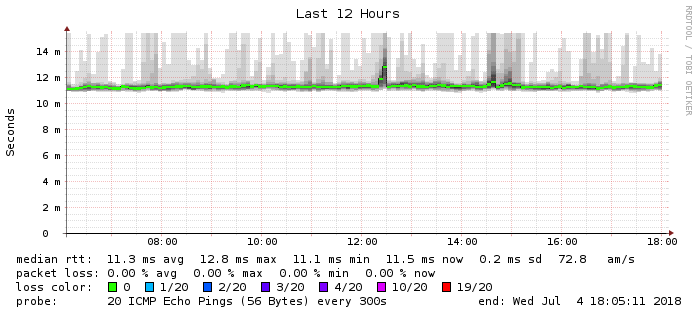 Last 12 Hours
RRDTOOL / TOBI OETIKER
Seconds
14 m
12 m
10 m
8 m
6 m
4 m
2 m
0
08:00 10:00 12:00 14:00 16:00 18:00
median rtt: 11.3 ms avg 12.8 ms max 11.1 ms min 11.5 ms now 0.2 ms sd 72.8 am/s
packet loss: 0.00 % avg 0.00 % max 0.00 % min 0.00 % now
loss color: 0 1/20 2/20 3/20 4/20 10/20 19/20
probe: 20 ICMP Echo Pings (56 Bytes) every 300s end: Wed Jul 4 18:05:11 2018